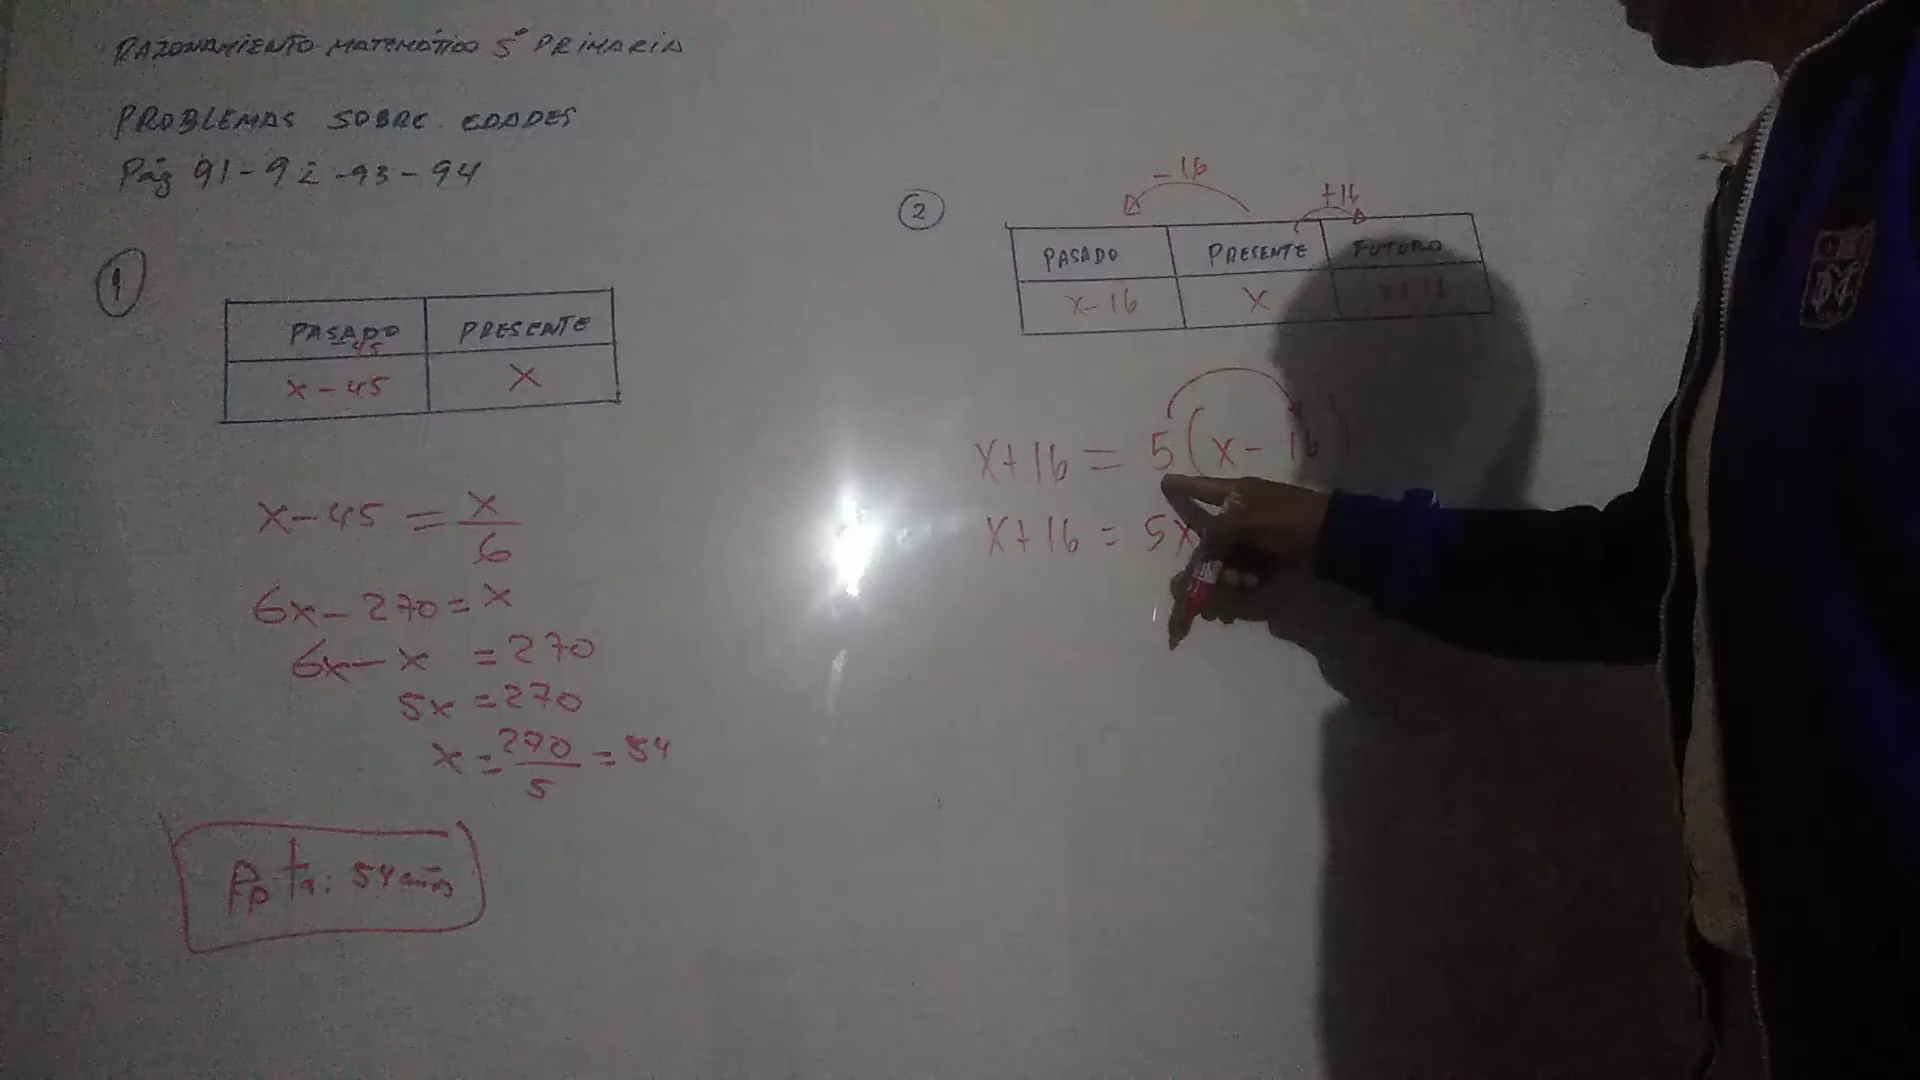 RAZONAMIENTO MATEMÁTICO 5° PRIMARIA
PROBLEMAS SOBRE EDADES
Pág 91-92-93-94
1
PASADO PRESENTE
45
x-45 X
x-45 = x/6
6x-270=x
6x-x =270
5x=270
x=270/5=54
Rpta: 54 años
2
-16 +16
PASADO PRESENTE FUTURO
x-16 X x+16
x+16 = 5(x-16)
x+16 = 5x